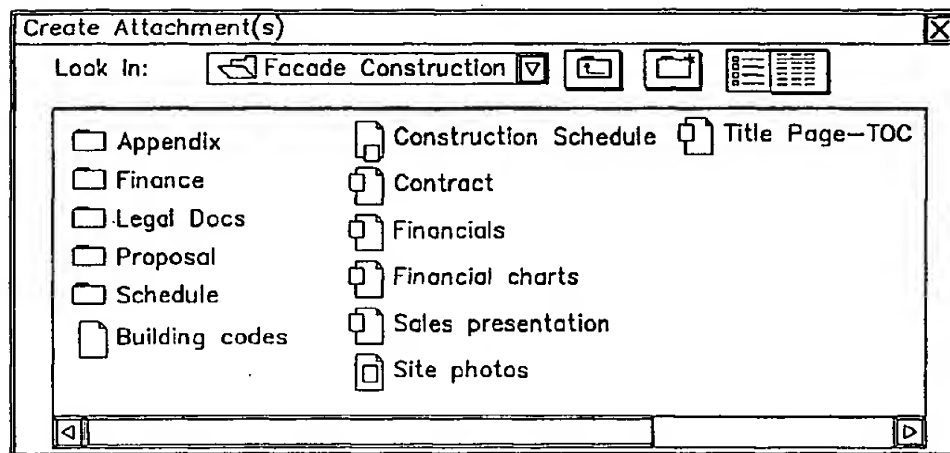 Create Attachment(s)
Look In: Facade Construction
Appendix
Finance
Legal Docs
Proposal
Schedule
Building codes
Construction Schedule
Contract
Financials
Financial charts
Sales presentation
Site photos
Title Page-TOC